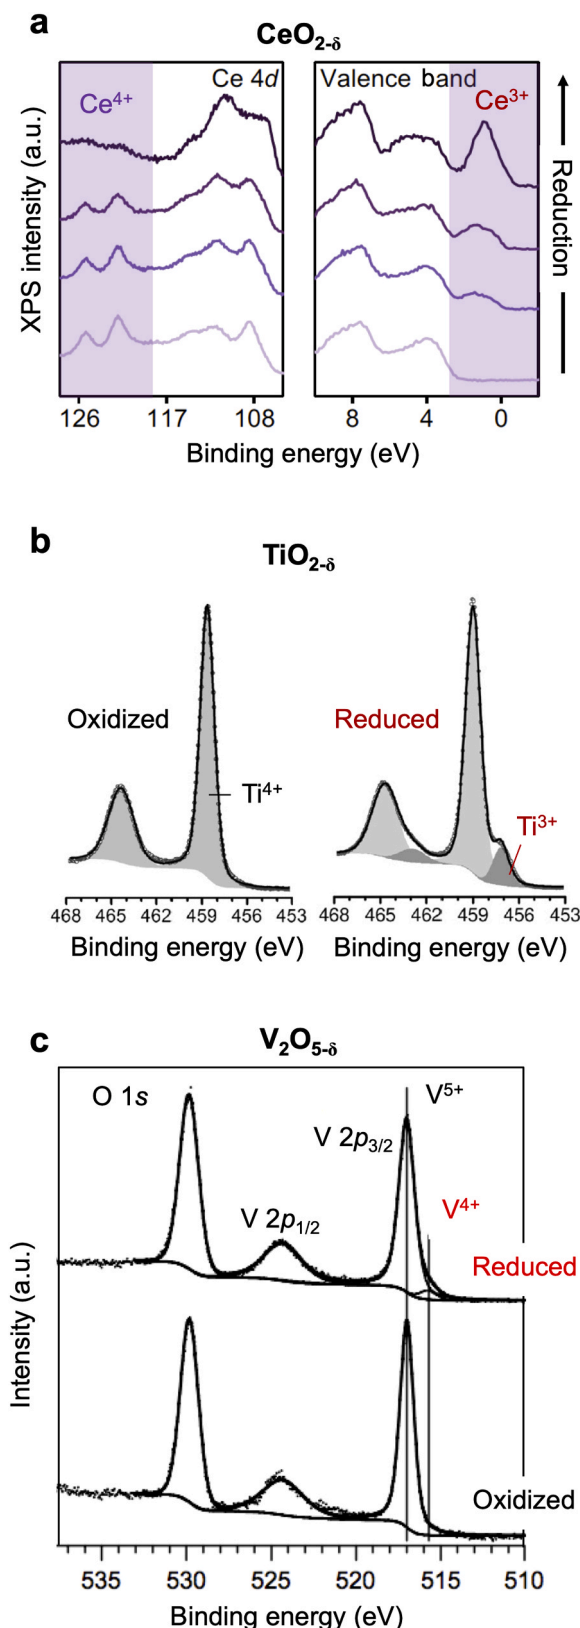 a
CeO2-δ
Ce 4d
Valence band
Ce4+
Ce3+
XPS intensity (a.u.)
Reduction
126 117 108
8 4 0
Binding energy (eV)
Binding energy (eV)
b
TiO2-δ
Oxidized
Ti4+
Reduced
Ti3+
468 465 462 459 456 453
468 465 462 459 456 453
Binding energy (eV)
Binding energy (eV)
c
V2O5-δ
O 1s
V5+
V 2p3/2
V 2p1/2
V4+
Reduced
Intensity (a.u.)
Oxidized
535 530 525 520 515 510
Binding energy (eV)